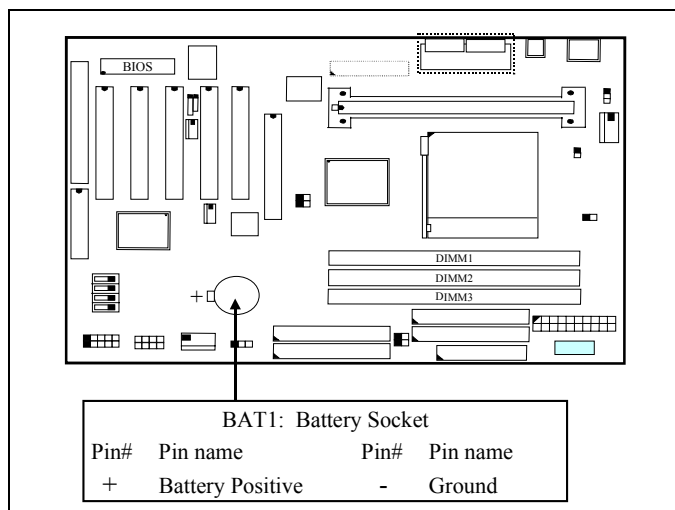 BIOS
DIMM1
DIMM2
DIMM3
+
BAT1: Battery Socket
Pin# Pin name Pin# Pin name
+ Battery Positive - Ground